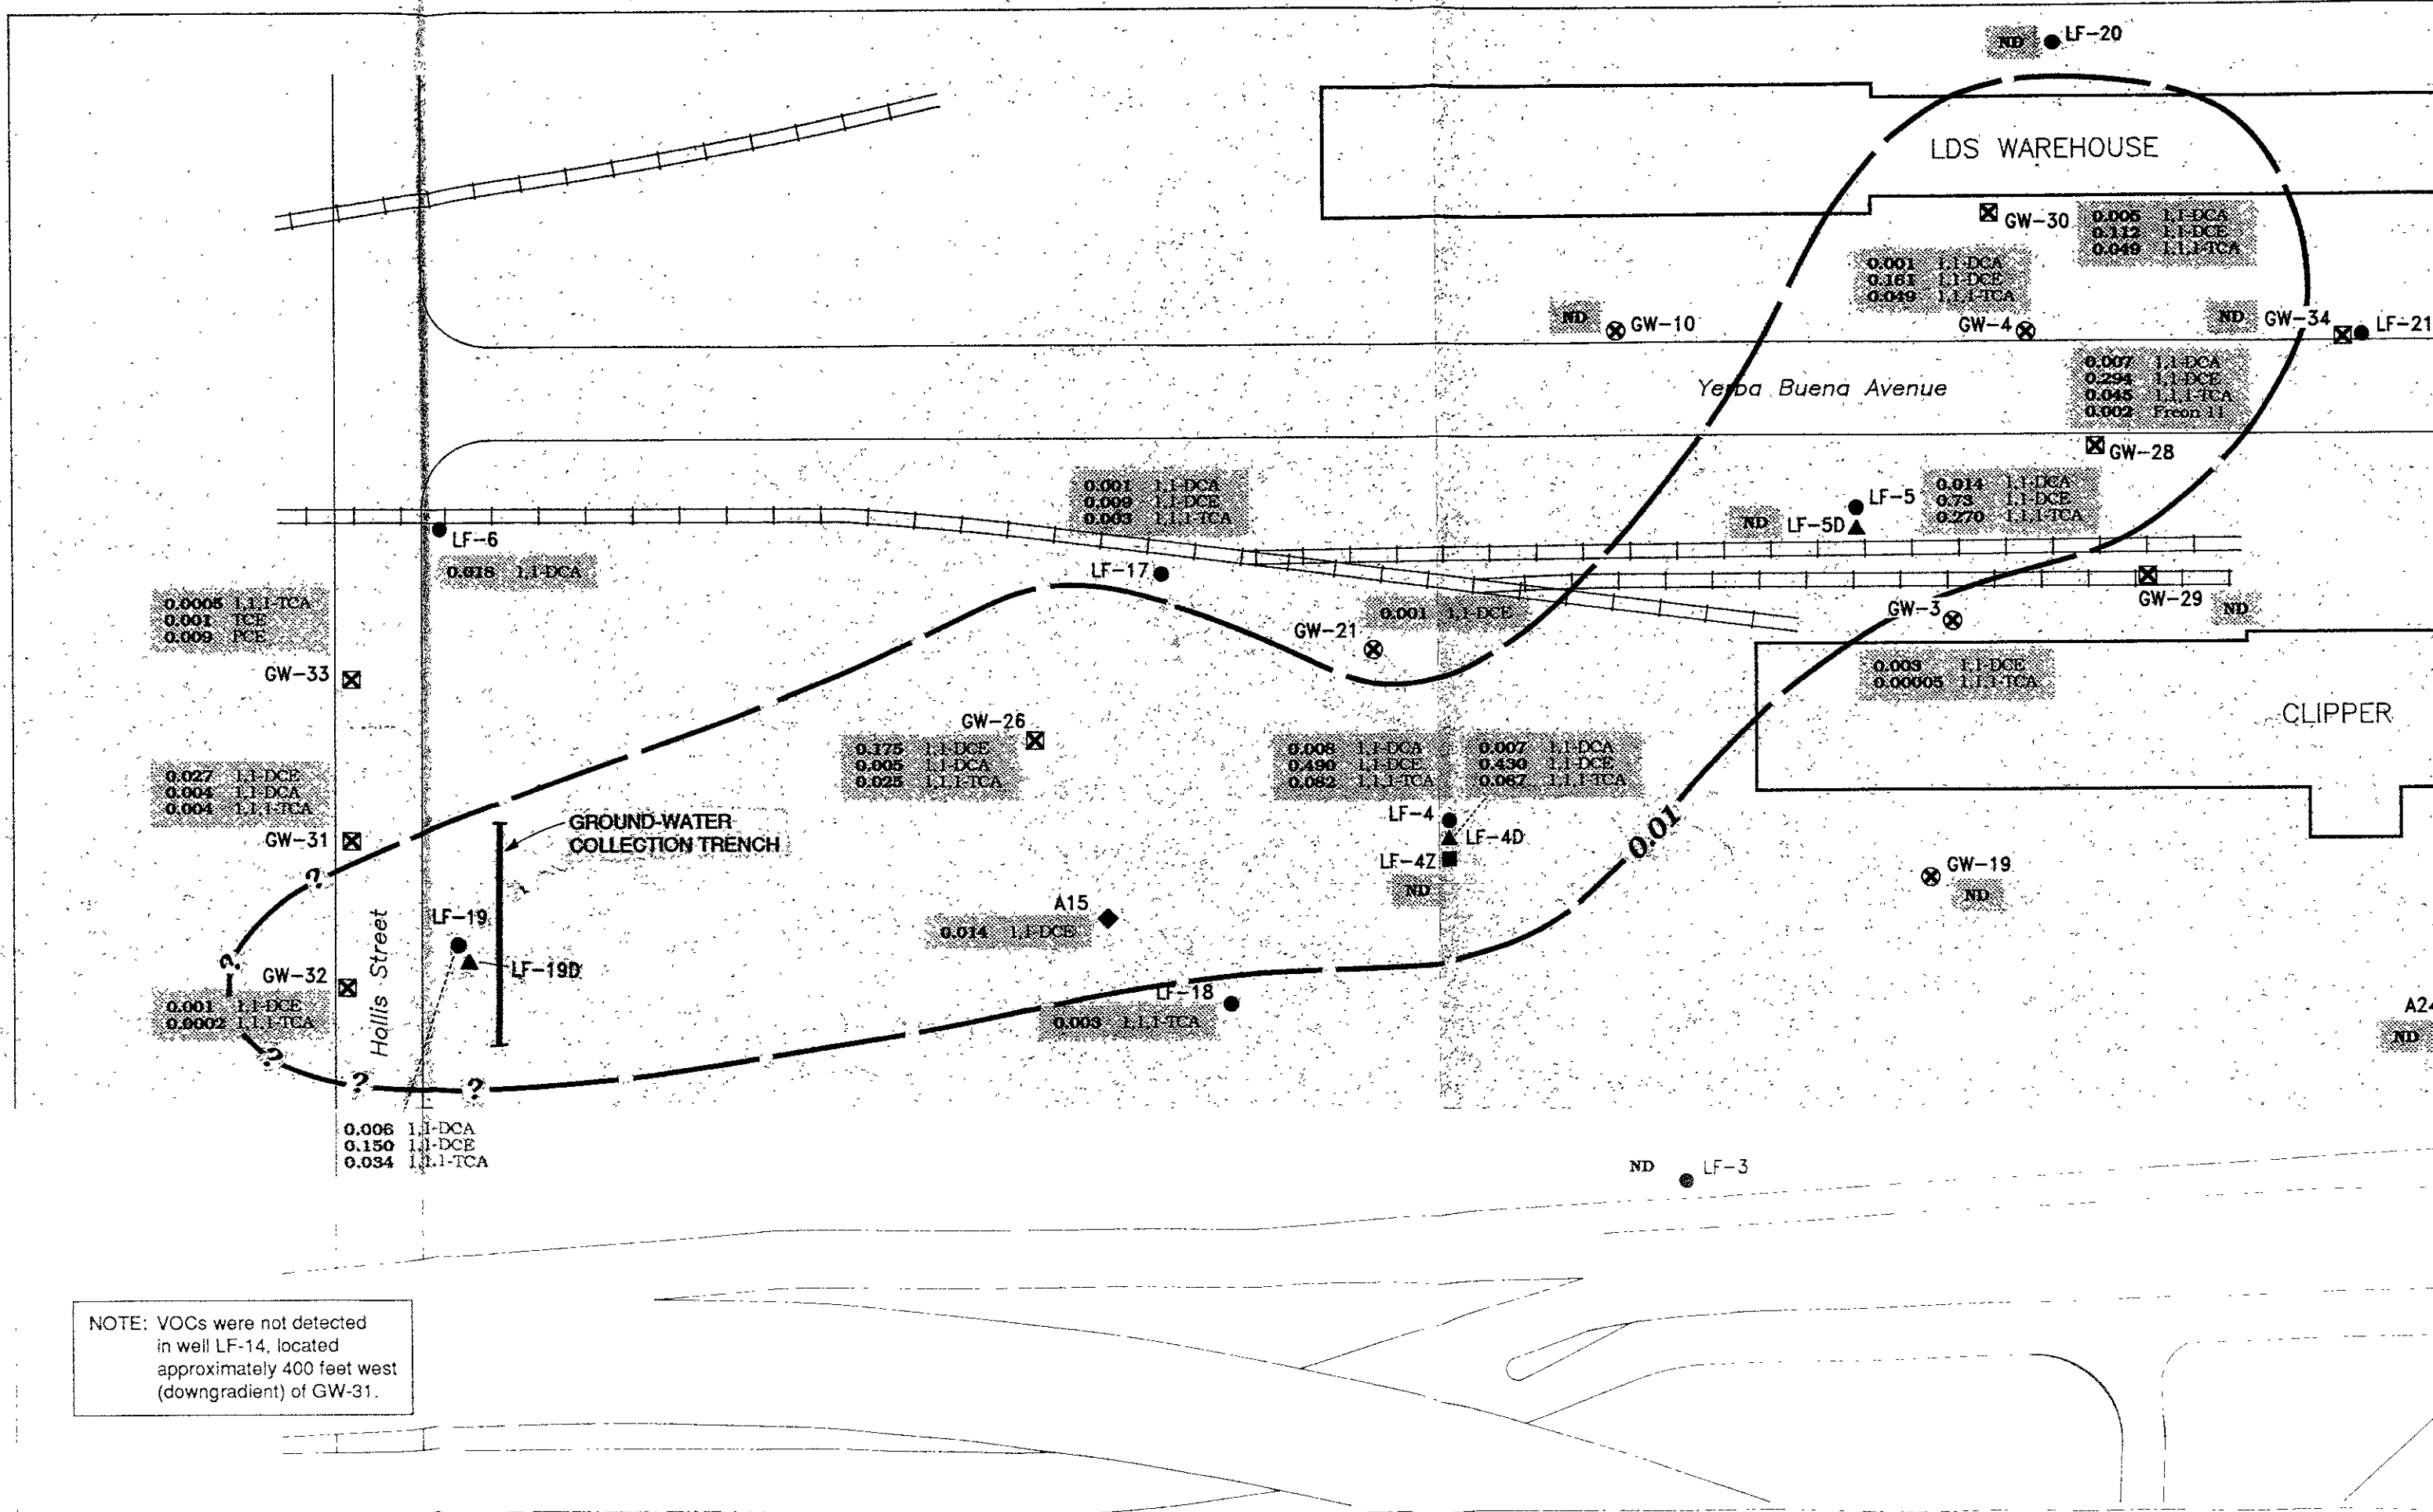 ND LF-20
LDS WAREHOUSE
GW-30
0.005 1,1-DCA
0.112 1,1-DCE
0.049 1,1,1-TCA
0.001 1,1-DCA
0.161 1,1-DCE
0.049 1,1,1-TCA
ND GW-10
GW-4
ND GW-34 LF-21
Yerba Buena Avenue
0.007 1,1-DCA
0.294 1,1-DCE
0.045 1,1,1-TCA
0.002 Freon 11
GW-28
0.001 1,1-DCA
0.009 1,1-DCE
0.003 1,1,1-TCA
LF-17
LF-5
ND LF-5D
0.014 1,1-DCA
0.73 1,1-DCE
0.270 1,1,1-TCA
LF-6
0.018 1,1-DCA
GW-29
ND
GW-3
0.003 1,1-DCE
0.00005 1,1,1-TCA
0.001 1,1-DCE
GW-21
0.0005 1,1,1-TCA
0.001 TCE
0.009 PCE
GW-33
CLIPPER
GW-26
0.175 1,1-DCE
0.005 1,1-DCA
0.025 1,1,1-TCA
0.008 1,1-DCA
0.490 1,1-DCE
0.082 1,1,1-TCA
0.007 1,1-DCA
0.430 1,1-DCE
0.087 1,1,1-TCA
LF-4
LF-4D
LF-4Z
ND
0.01
0.027 1,1-DCE
0.004 1,1-DCA
0.004 1,1,1-TCA
GW-31
GROUND-WATER
COLLECTION TRENCH
GW-19
ND
?
A15
0.014 1,1-DCE
LF-19
LF-19D
Hollis Street
?
GW-32
0.001 1,1-DCE
0.0002 1,1,1-TCA
LF-18
0.003 1,1,1-TCA
A24
ND
?
?
?
0.006 1,1-DCA
0.150 1,1-DCE
0.034 1,1,1-TCA
ND LF-3
NOTE: VOCs were not detected
in well LF-14, located
approximately 400 feet west
(downgradient) of GW-31.